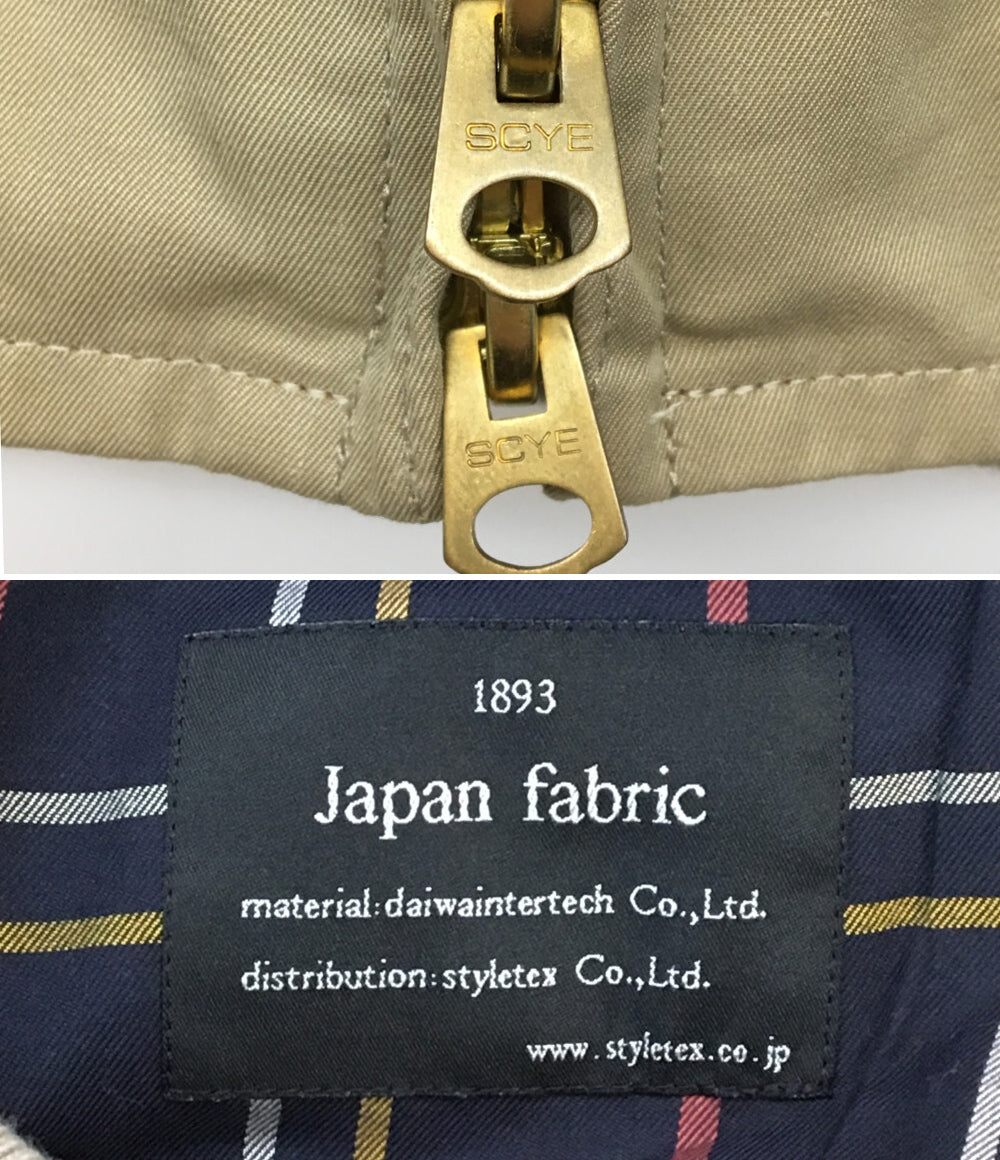 SCYE
SCYE
1893
Japan fabric
material:daiwaintertech Co.,Ltd.
distribution:styletex Co.,Ltd.
www.styletex.co.jp